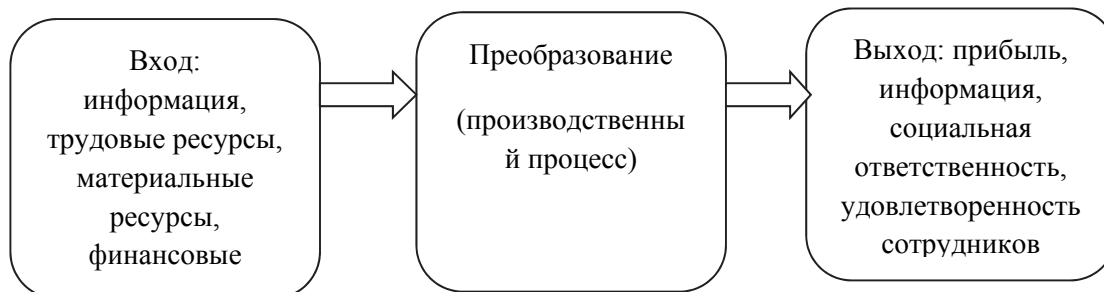 Вход:
информация,
трудовые ресурсы,
материальные
ресурсы,
финансовые
Преобразование
(производственны
й процесс)
Выход: прибыль,
информация,
социальная
ответственность,
удовлетворенность
сотрудников